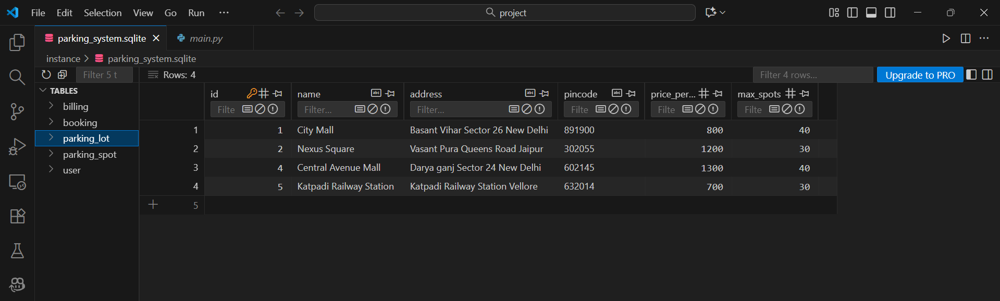 File Edit Selection View Go Run ···
project
parking_system.sqlite
main.py
instance > parking_system.sqlite
Filter 5 t
Rows: 4
Filter 4 rows...
Upgrade to PRO
TABLES
billing
booking
parking_lot
parking_spot
user
id name address pincode price_per... max_spots
Filte Filter... Filter... Filte Filte Filte
1 1 City Mall Basant Vihar Sector 26 New Delhi 891900 800 40
2 2 Nexus Square Vasant Pura Queens Road Jaipur 302055 1200 30
3 4 Central Avenue Mall Darya ganj Sector 24 New Delhi 602145 1300 40
4 5 Katpadi Railway Station Katpadi Railway Station Vellore 632014 700 30
5